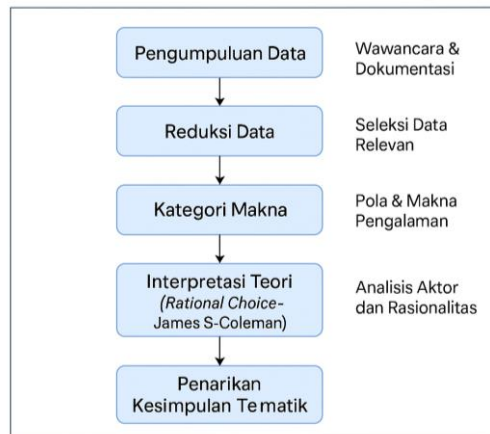 Pengumpuluan Data
Wawancara &
Dokumentasi
Reduksi Data
Seleksi Data
Relevan
Kategori Makna
Pola & Makna
Pengalaman
Interpretasi Teori
(Rational Choice-
James S-Coleman)
Analisis Aktor
dan Rasionalitas
Penarikan
Kesimpulan Tematik